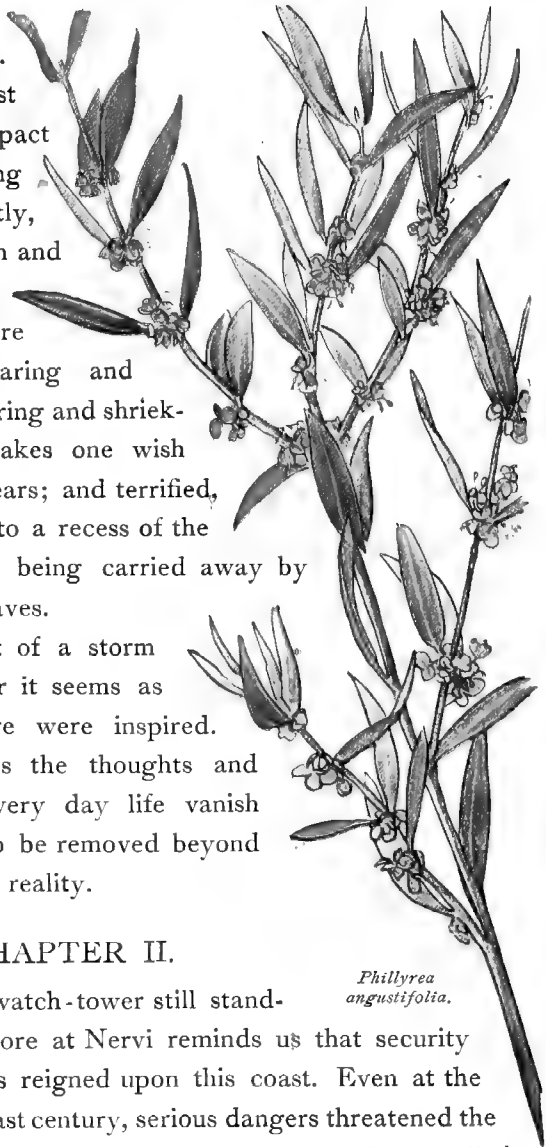 .
st
pact
ng
tly,
n and
re
aring and
ring and shriek-
akes one wish
ears; and terrified,
to a recess of the
being carried away by
aves.
of a storm
r it seems as
re were inspired.
s the thoughts and
very day life vanish
o be removed beyond
reality.
HAPTER II.
Phillyrea
angustifolia.
watch-tower still stand-
ore at Nervi reminds us that security
s reigned upon this coast. Even at the
ast century, serious dangers threatened the